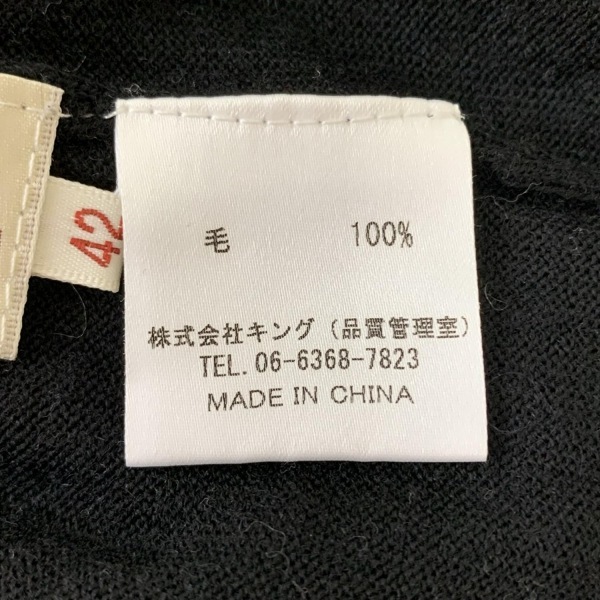 42
毛 100%
株式会社キング(品質管理室)
TEL. 06-6368-7823
MADE IN CHINA